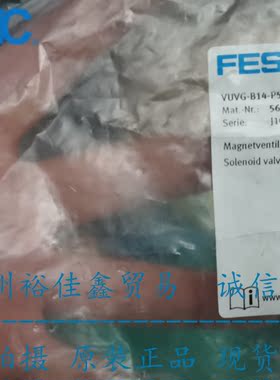 FES
VUVG-B14-P5
Mat.-Nr.: 56
Serie: J1
Magnetventil
Solenoid valv
www
州裕佳鑫贸易 诚信
拍摄 原装正品 现货